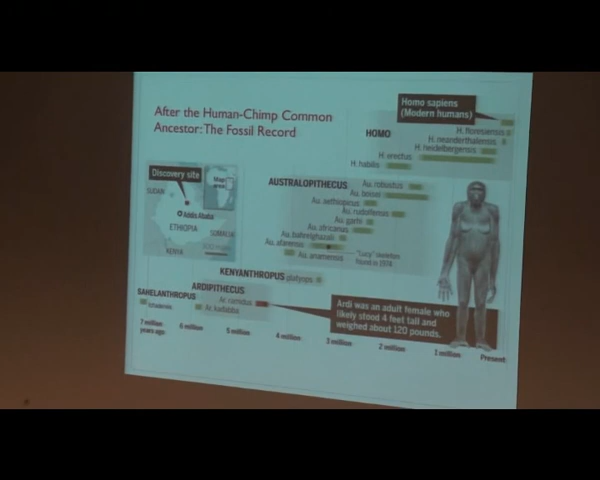 After the Human-Chimp Common
Ancestor: The Fossil Record
Homo sapiens
(Modern humans)
HOMO
H. floresiensis
H. neanderthalensis
H. heidelbergensis
H. erectus
H. habilis
Discovery site
Map area
SUDAN
Addis Ababa
ETHIOPIA
SOMALIA
KENYA
AUSTRALOPITHECUS
Au. robustus
Au. boisei
Au. aethiopicus
Au. rudolfensis
Au. garhi
Au. africanus
Au. bahrelghazali
Au. afarensis
"Lucy" skeleton
found in 1974
Au. anamensis
KENYANTHROPUS platyops
ARDIPITHECUS
SAHELANTHROPUS
Ar. ramidus
Ar. kadabba
Ardi was an adult female who
likely stood 4 feet tall and
weighed about 120 pounds.
7 million
years ago
6 million
5 million
4 million
3 million
2 million
1 million
Present